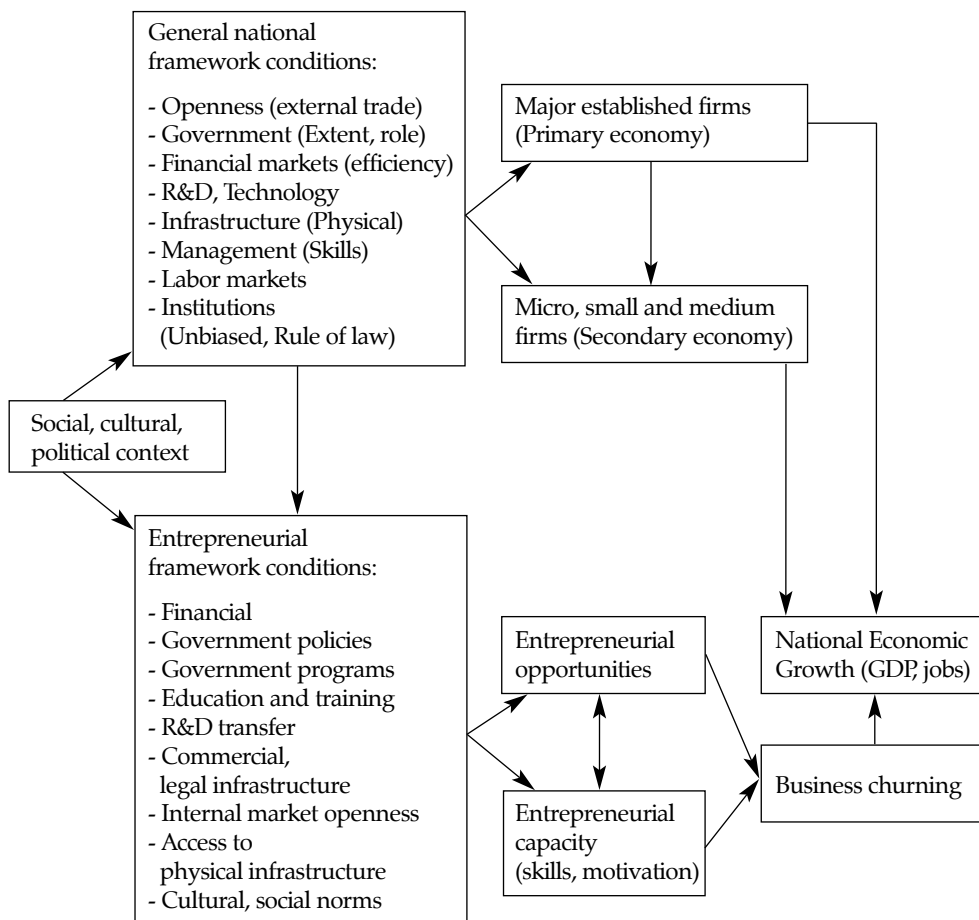 General national
framework conditions:
- Openness (external trade)
- Government (Extent, role)
- Financial markets (efficiency)
- R&D, Technology
- Infrastructure (Physical)
- Management (Skills)
- Labor markets
- Institutions
(Unbiased, Rule of law)
Major established firms
(Primary economy)
Micro, small and medium
firms (Secondary economy)
Social, cultural,
political context
Entrepreneurial
framework conditions:
- Financial
- Government policies
- Government programs
- Education and training
- R&D transfer
- Commercial,
legal infrastructure
- Internal market openness
- Access to
physical infrastructure
- Cultural, social norms
Entrepreneurial
opportunities
Entrepreneurial
capacity
(skills, motivation)
National Economic
Growth (GDP, jobs)
Business churning